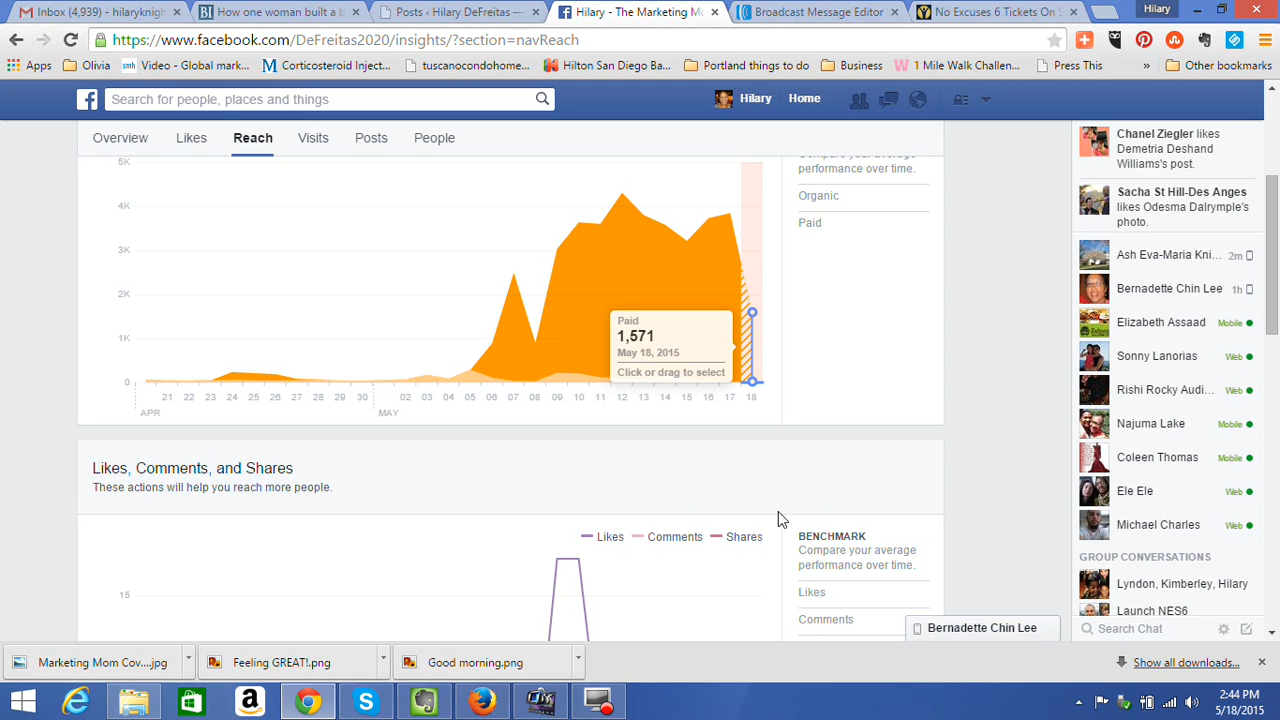 Inbox (4,939) - hilaryknigh
How one woman built a b
Posts ‹ Hilary DeFreitas —
Hilary - The Marketing Mo
Broadcast Message Editor
No Excuses 6 Tickets On S
Hilary
https://www.facebook.com/DeFreitas2020/insights/?section=navReach
Apps
Olivia
smh Video - Global mark...
Corticosteroid Inject...
tuscanocondohome...
Hilton San Diego Ba...
Portland things to do
Business
W 1 Mile Walk Challen...
Press This
»
Other bookmarks
Search for people, places and things
Hilary
Home
Overview
Likes
Reach
Visits
Posts
People
5K
4K
3K
2K
1K
0
Compare your average
performance over time.
Organic
Paid
Paid
1,571
May 18, 2015
Click or drag to select
21 22 23 24 25 26 27 28 29 30 02 03 04 05 06 07 08 09 10 11 12 13 14 15 16 17 18
APR
MAY
Likes, Comments, and Shares
These actions will help you reach more people.
Likes
Comments
Shares
15
BENCHMARK
Compare your average
performance over time.
Likes
Comments
Chanel Ziegler likes
Demetria Deshand
Williams's post.
Sacha St Hill-Des Anges
likes Odesma Dalrymple's
photo.
Ash Eva-Maria Kni... 2m
Bernadette Chin Lee 1h
Elizabeth Assaad Mobile
Sonny Lanorias Web
Rishi Rocky Audi... Web
Najuma Lake Mobile
Coleen Thomas Mobile
Ele Ele Web
Michael Charles Web
GROUP CONVERSATIONS
Lyndon, Kimberley, Hilary
Launch NES6
Search Chat
Bernadette Chin Lee
Marketing Mom Cov....jpg
Feeling GREAT!.png
Good morning.png
Show all downloads...
2:44 PM
5/18/2015